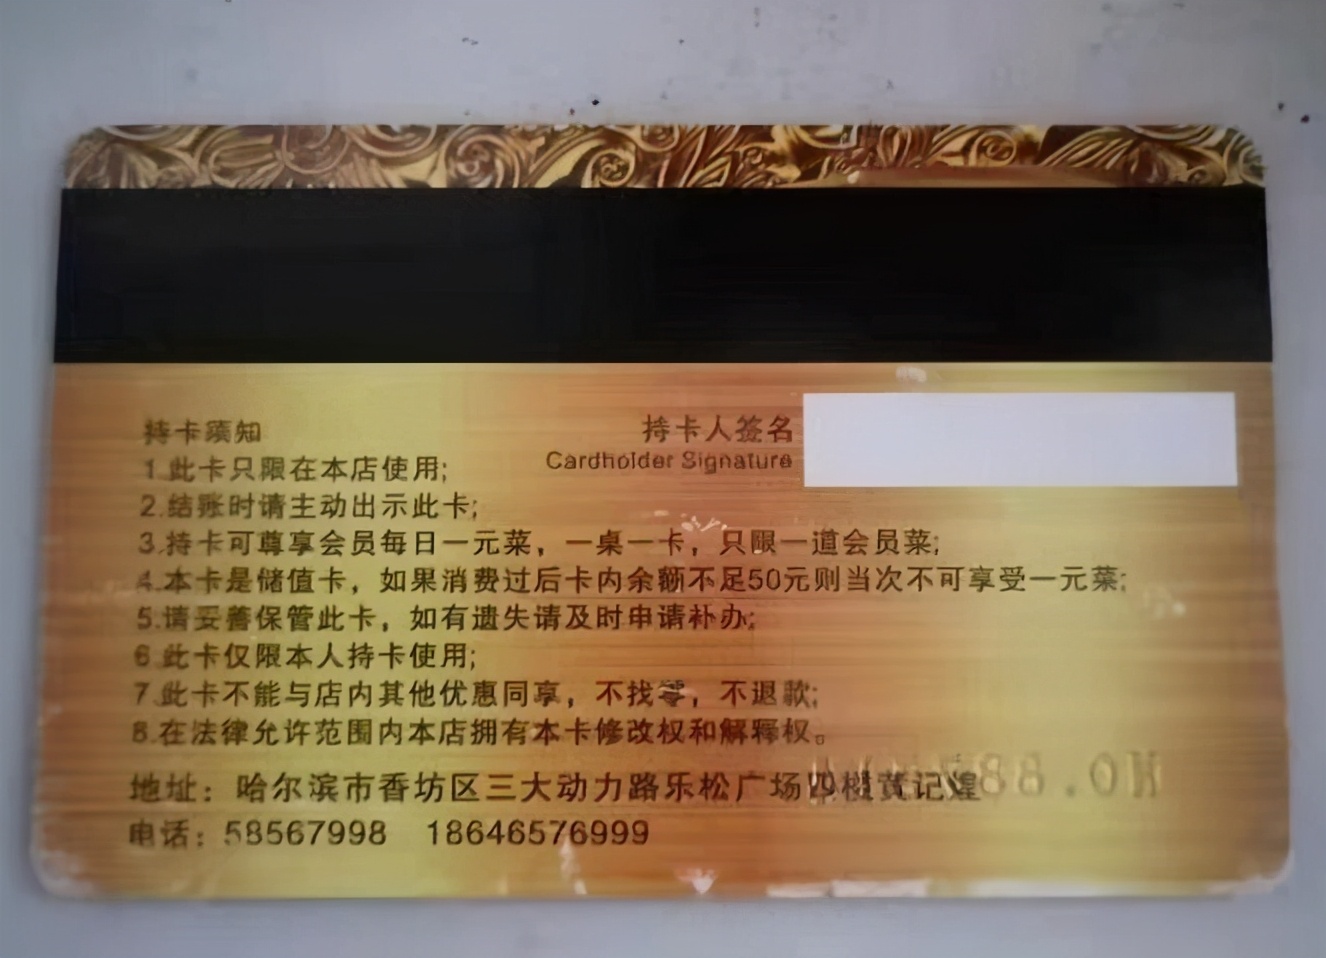 持卡须知
持卡人签名
Cardholder Signature
1.此卡只限在本店使用;
2.结账时请主动出示此卡;
3.持卡可尊享会员每日一元菜，一桌一卡，只限一道会员菜;
4.本卡是储值卡，如果消费过后卡内余额不足50元则当次不可享受一元菜;
5.请妥善保管此卡，如有遗失请及时申请补办;
6.此卡仅限本人持卡使用;
7.此卡不能与店内其他优惠同享，不找零，不退款;
8.在法律允许范围内本店拥有本卡修改权和解释权。
地址：哈尔滨市香坊区三大动力路乐松广场四楼黄记煌
电话：58567998 18646576999